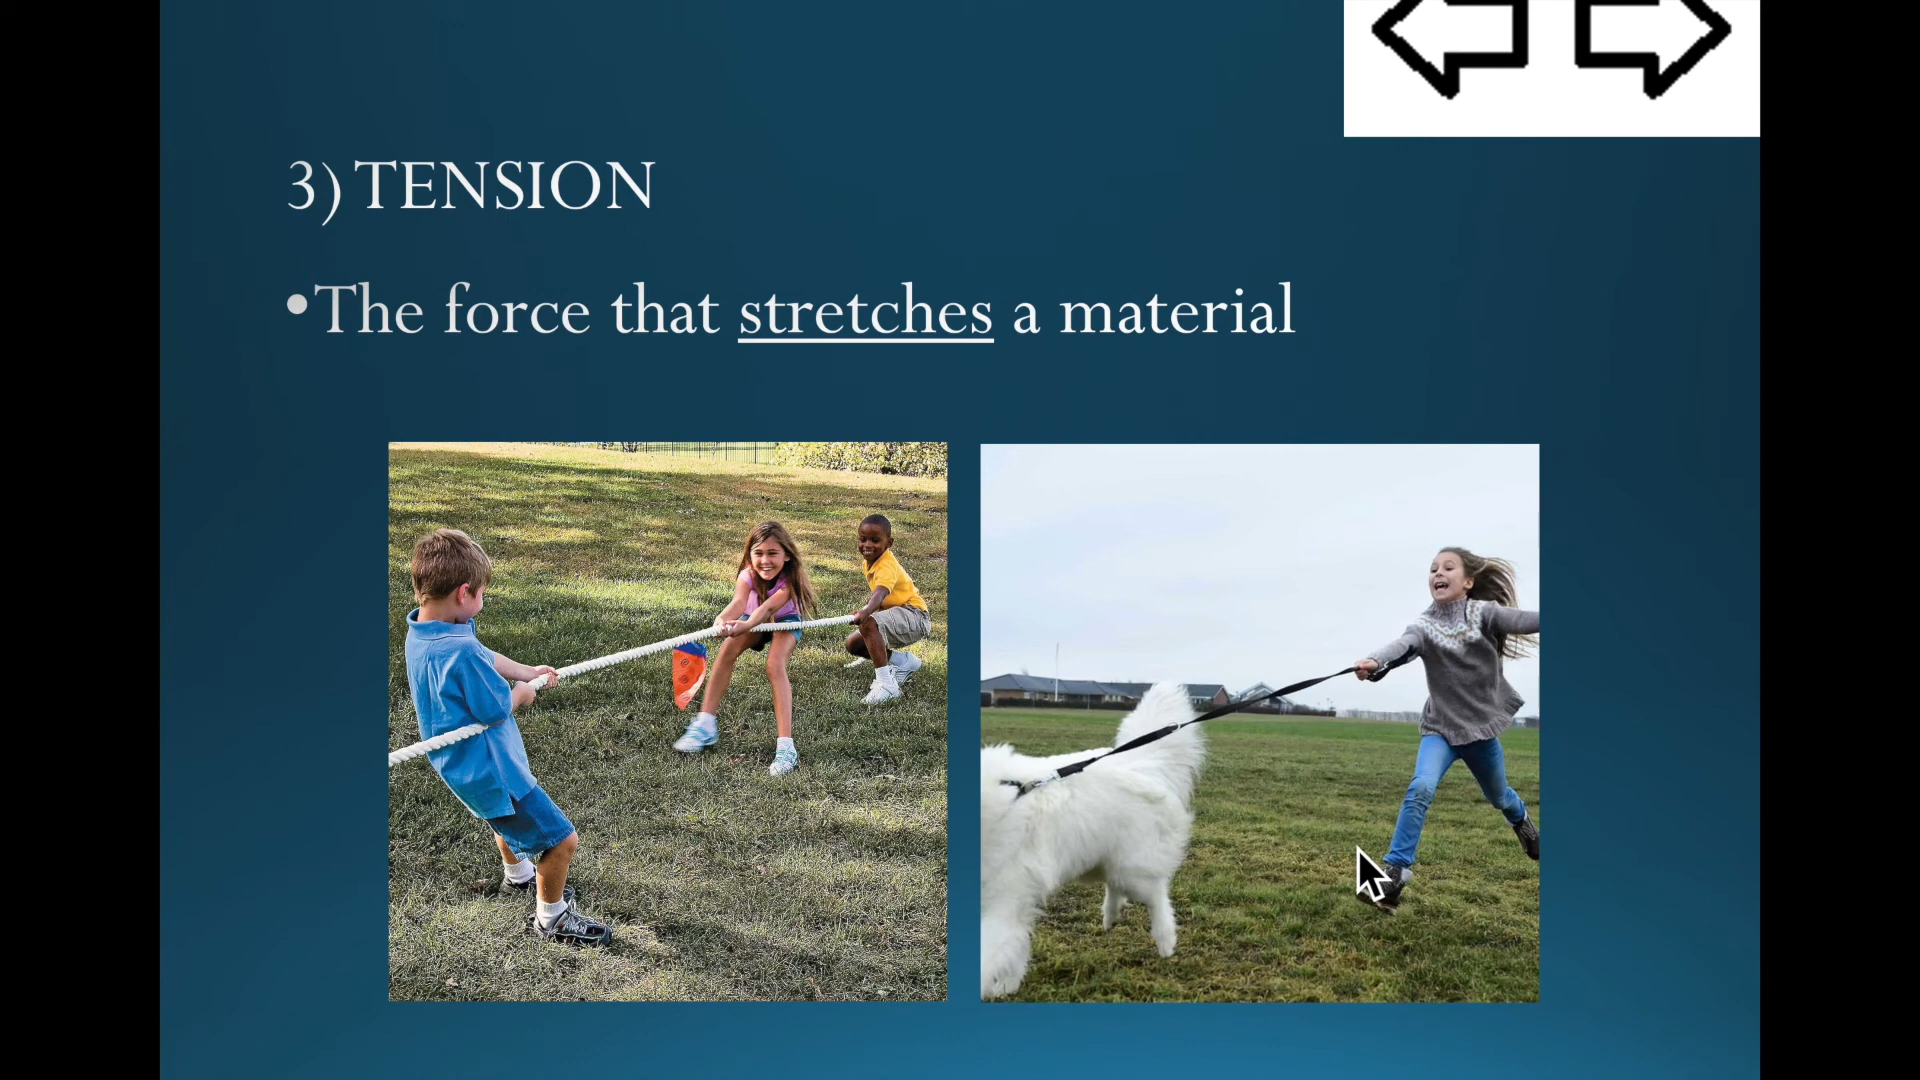 3) TENSION
•The force that stretches a material